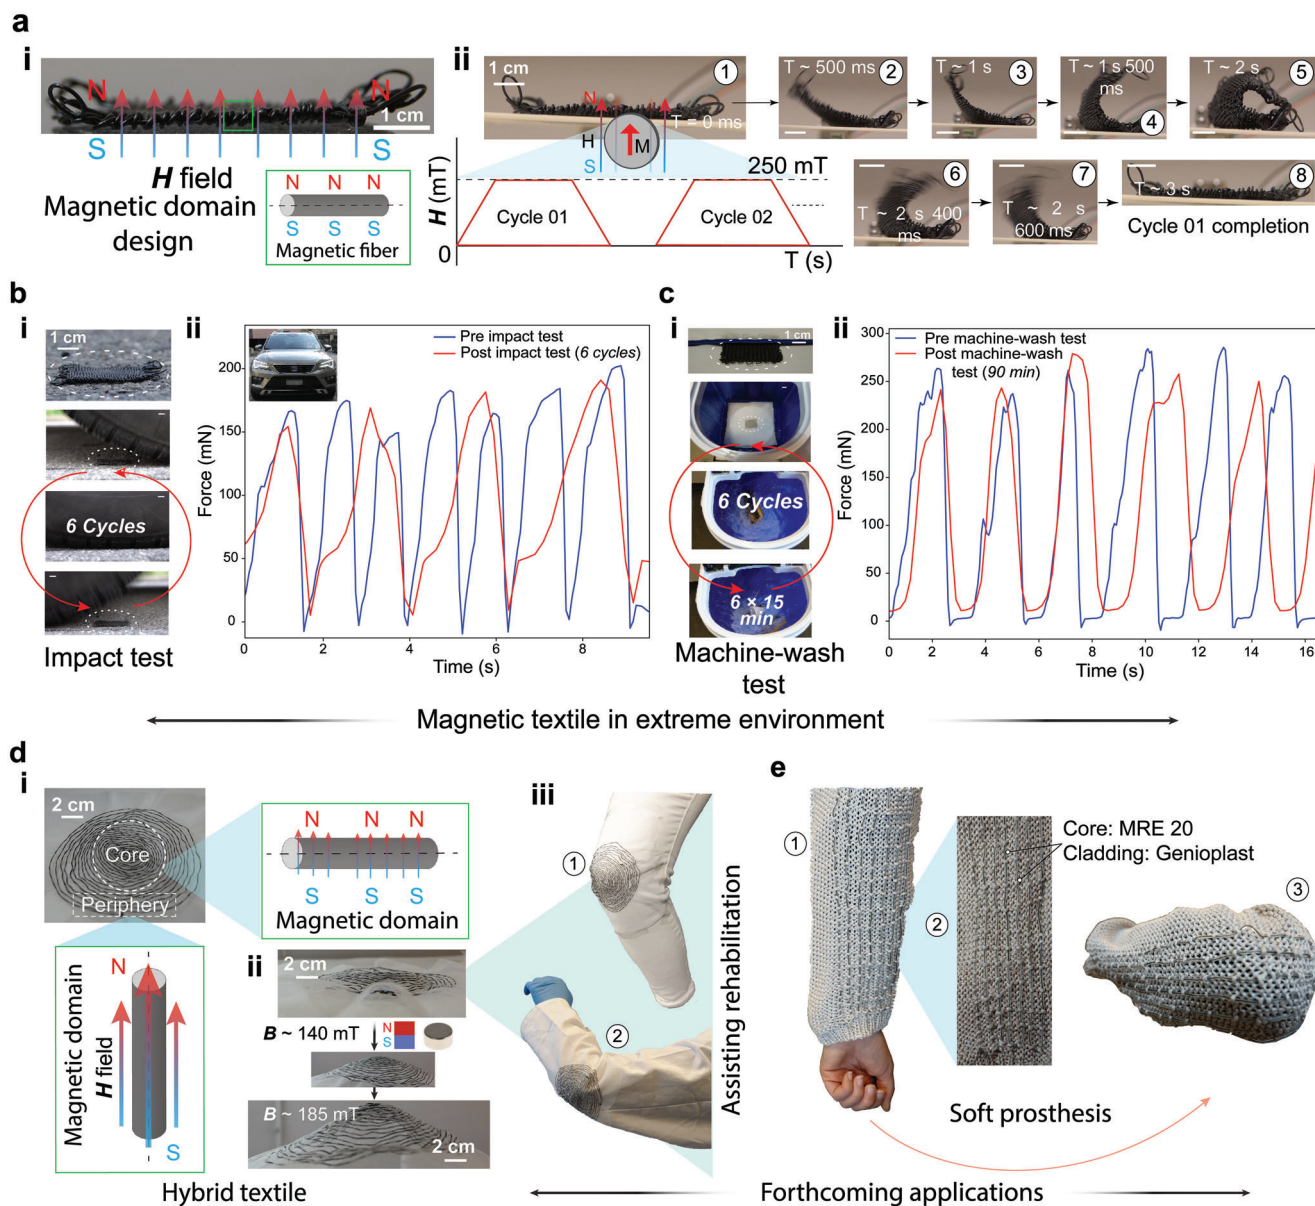 a
i
N
N
1 cm
S
S
H field
Magnetic domain
design
N N N
S S S
Magnetic fiber
ii
1 cm
1
N
T = 0 ms
H
M
S
250 mT
H (mT)
Cycle 01
Cycle 02
0
T (s)
T ~ 500 ms
2
T ~ 1 s
3
T ~ 1 s 500
ms
4
T ~ 2 s
5
6
T ~ 2 s 400
ms
7
T ~ 2 s
600 ms
8
T ~ 3 s
Cycle 01 completion
b
i
1 cm
6 Cycles
Impact test
ii
Pre impact test
Post impact test (6 cycles)
200
150
100
50
0
Force (mN)
2
4
6
8
Time (s)
c
i
1 cm
6 Cycles
6 × 15
min
Machine-wash
test
ii
Pre machine-wash test
Post machine-wash
test (90 min)
300
250
200
150
100
50
0
Force (mN)
0
2
4
6
8
10
12
14
16
Time (s)
Magnetic textile in extreme environment
d
i
2 cm
Core
Periphery
N N N
S S S
Magnetic domain
Magnetic domain
H field
N
S
ii
2 cm
B ~ 140 mT
N
S
B ~ 185 mT
2 cm
Hybrid textile
iii
1
2
Assisting rehabilitation
e
1
2
Core: MRE 20
Cladding: Genioplast
3
Soft prosthesis
Forthcoming applications